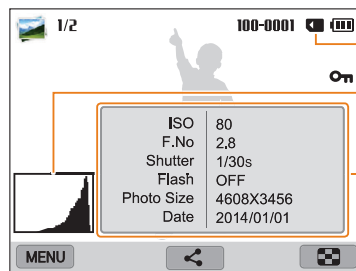 1/2
100-0001
ISO 80
F.No 2.8
Shutter 1/30s
Flash OFF
Photo Size 4608X3456
Date 2014/01/01
MENU